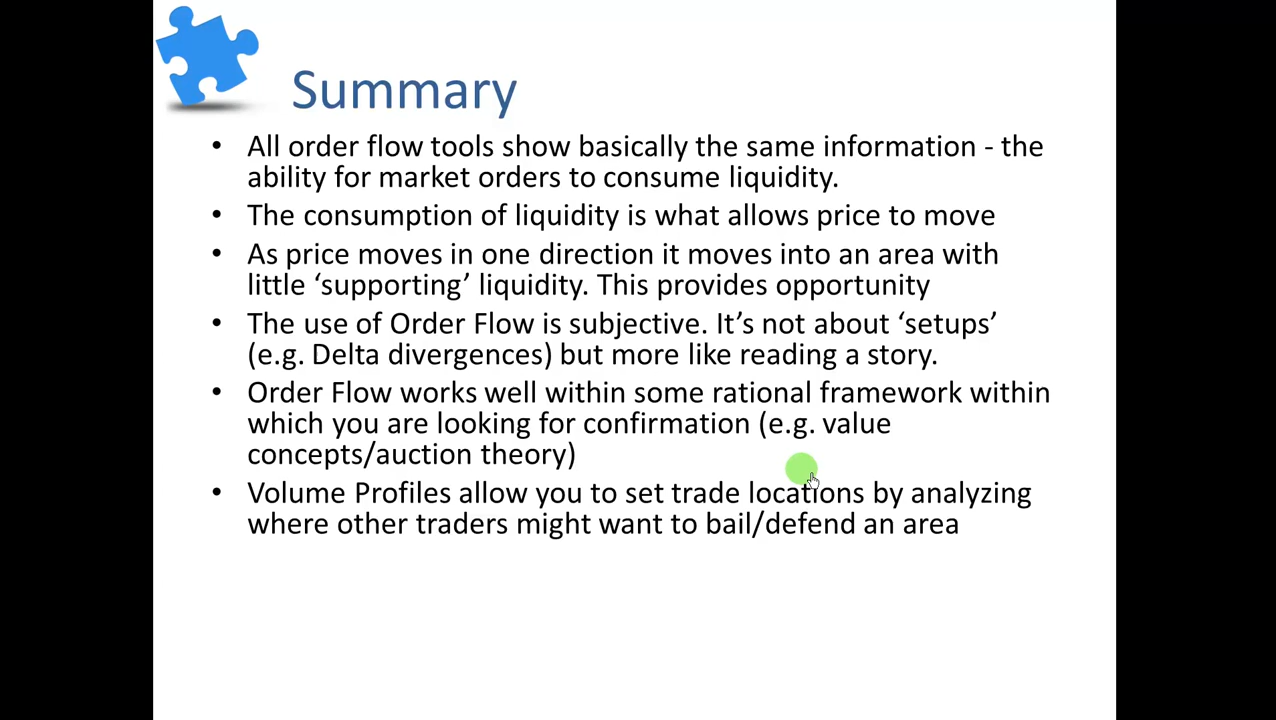 Summary
• All order flow tools show basically the same information - the
ability for market orders to consume liquidity.
• The consumption of liquidity is what allows price to move
• As price moves in one direction it moves into an area with
little ‘supporting’ liquidity. This provides opportunity
• The use of Order Flow is subjective. It’s not about ‘setups’
(e.g. Delta divergences) but more like reading a story.
• Order Flow works well within some rational framework within
which you are looking for confirmation (e.g. value
concepts/auction theory)
• Volume Profiles allow you to set trade locations by analyzing
where other traders might want to bail/defend an area